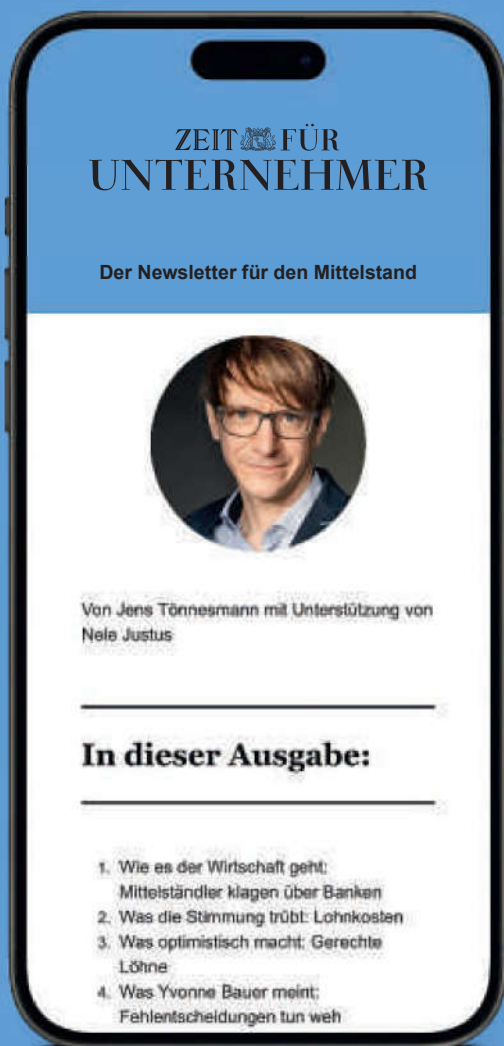 ZEIT FÜR
UNTERNEHMER
Der Newsletter für den Mittelstand
Von Jens Tönnesmann mit Unterstützung von
Nele Justus
In dieser Ausgabe:
1. Wie es der Wirtschaft geht:
Mittelständler klagen über Banken
2. Was die Stimmung trübt: Lohnkosten
3. Was optimistisch macht: Gerechte
Löhne
4. Was Yvonne Bauer meint:
Fehlentscheidungen tun weh